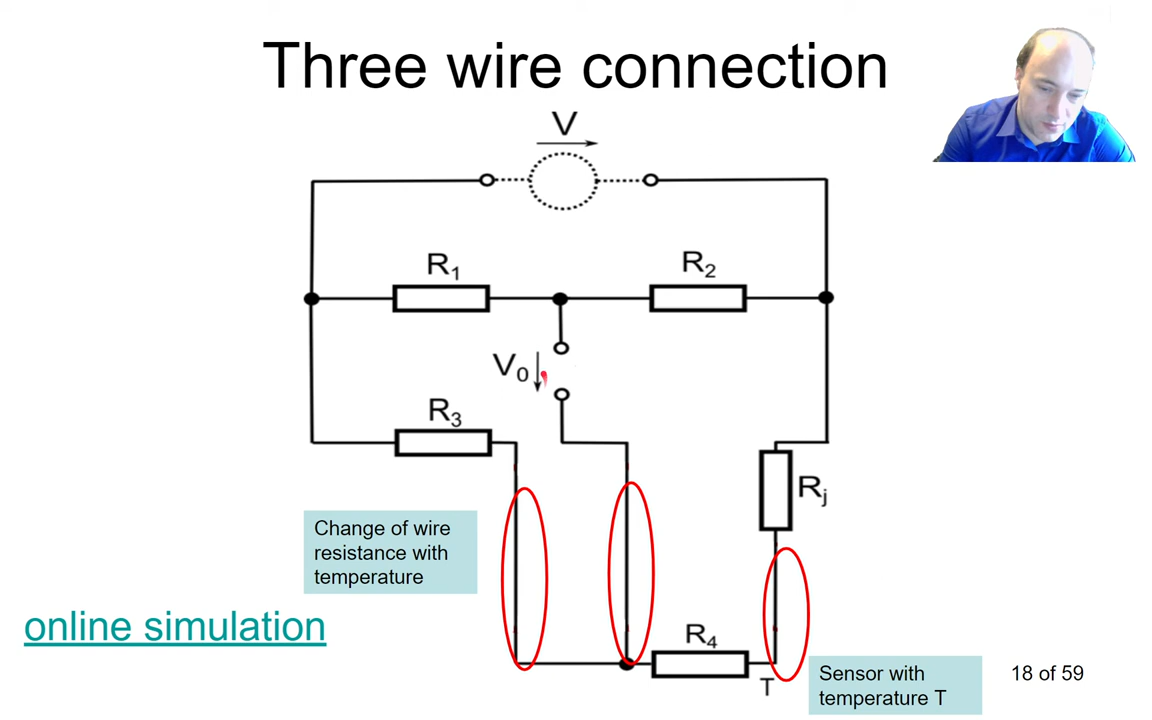 Three wire connection
V
R₁
R₂
V₀
R₃
Rⱼ
Change of wire
resistance with
temperature
online simulation
R₄
T
Sensor with
temperature T
18 of 59